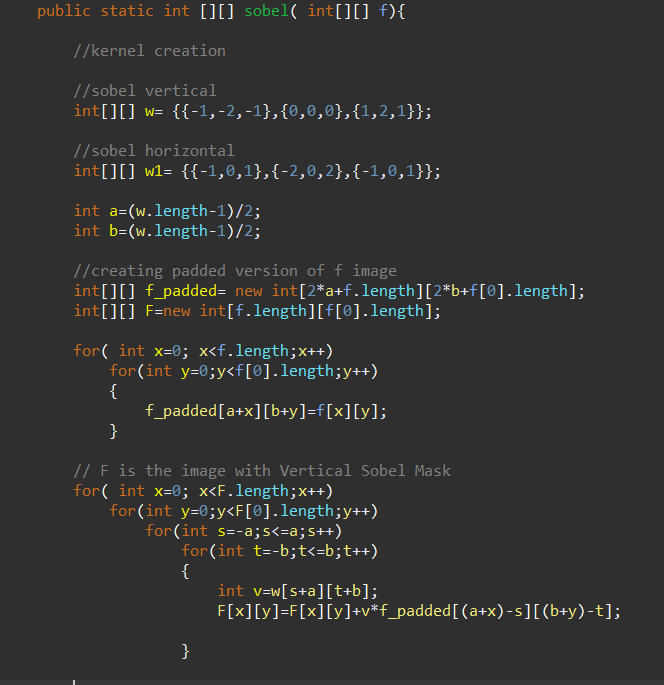 public static int [][] sobel( int[][] f){
//kernel creation
//sobel vertical
int[][] w= {{-1,-2,-1},{0,0,0},{1,2,1}};
//sobel horizontal
int[][] w1= {{-1,0,1},{-2,0,2},{-1,0,1}};
int a=(w.length-1)/2;
int b=(w.length-1)/2;
//creating padded version of f image
int[][] f_padded= new int[2*a+f.length][2*b+f[0].length];
int[][] F=new int[f.length][f[0].length];
for( int x=0; x<f.length;x++)
for(int y=0;y<f[0].length;y++)
{
f_padded[a+x][b+y]=f[x][y];
}
// F is the image with Vertical Sobel Mask
for( int x=0; x<F.length;x++)
for(int y=0;y<F[0].length;y++)
for(int s=-a;s<=a;s++)
for(int t=-b;t<=b;t++)
{
int v=w[s+a][t+b];
F[x][y]=F[x][y]+v*f_padded[(a+x)-s][(b+y)-t];
}